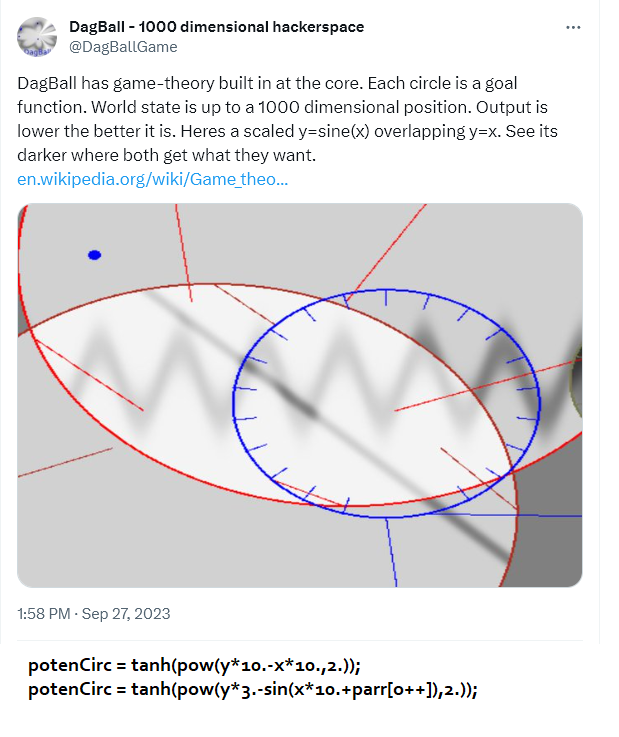 DagBall - 1000 dimensional hackerspace
@DagBallGame
DagBall has game-theory built in at the core. Each circle is a goal
function. World state is up to a 1000 dimensional position. Output is
lower the better it is. Heres a scaled y=sine(x) overlapping y=x. See its
darker where both get what they want.
en.wikipedia.org/wiki/Game_theo...
1:58 PM · Sep 27, 2023
potenCirc = tanh(pow(y*10.-x*10.,2.));
potenCirc = tanh(pow(y*3.-sin(x*10.+parr[o++]),2.));